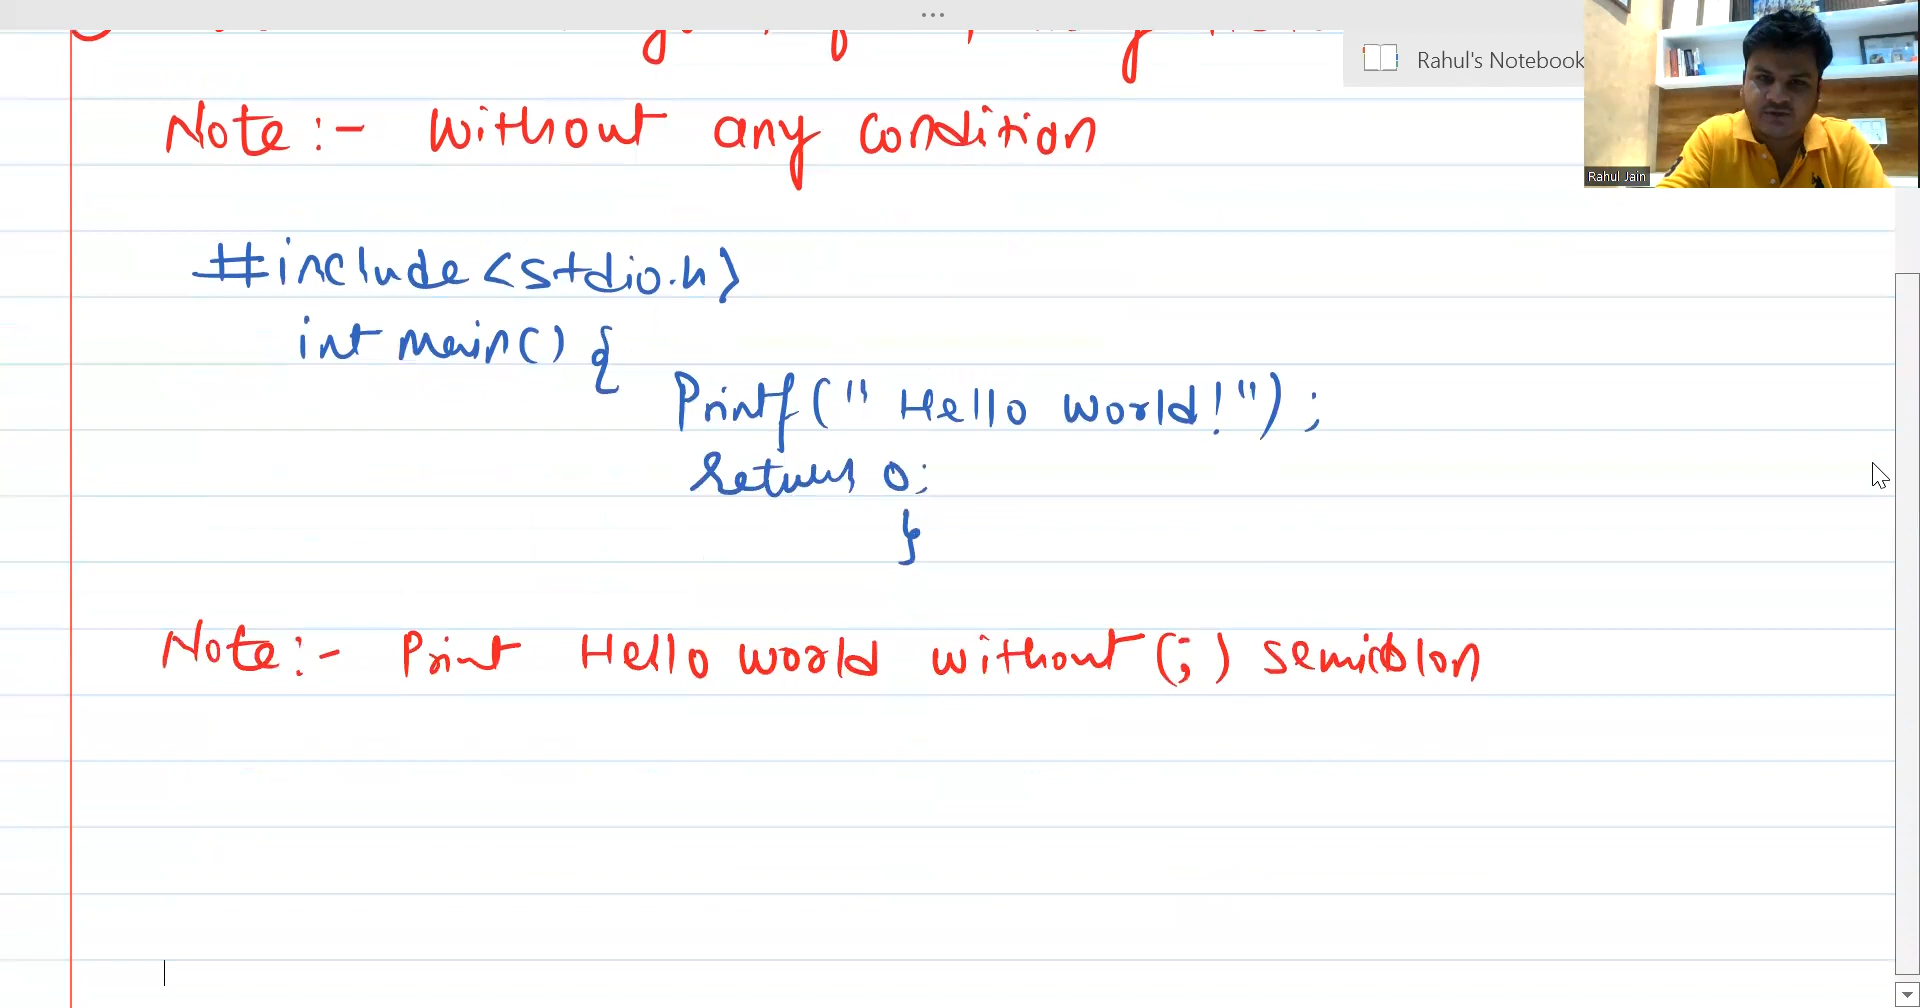 Rahul's Notebook
Note:- without any condition
Rahul Jain
#include<stdio.h>
int main() {
Printf(" Hello world!");
return 0;
}
Note:- Print Hello world without (;) semicolon